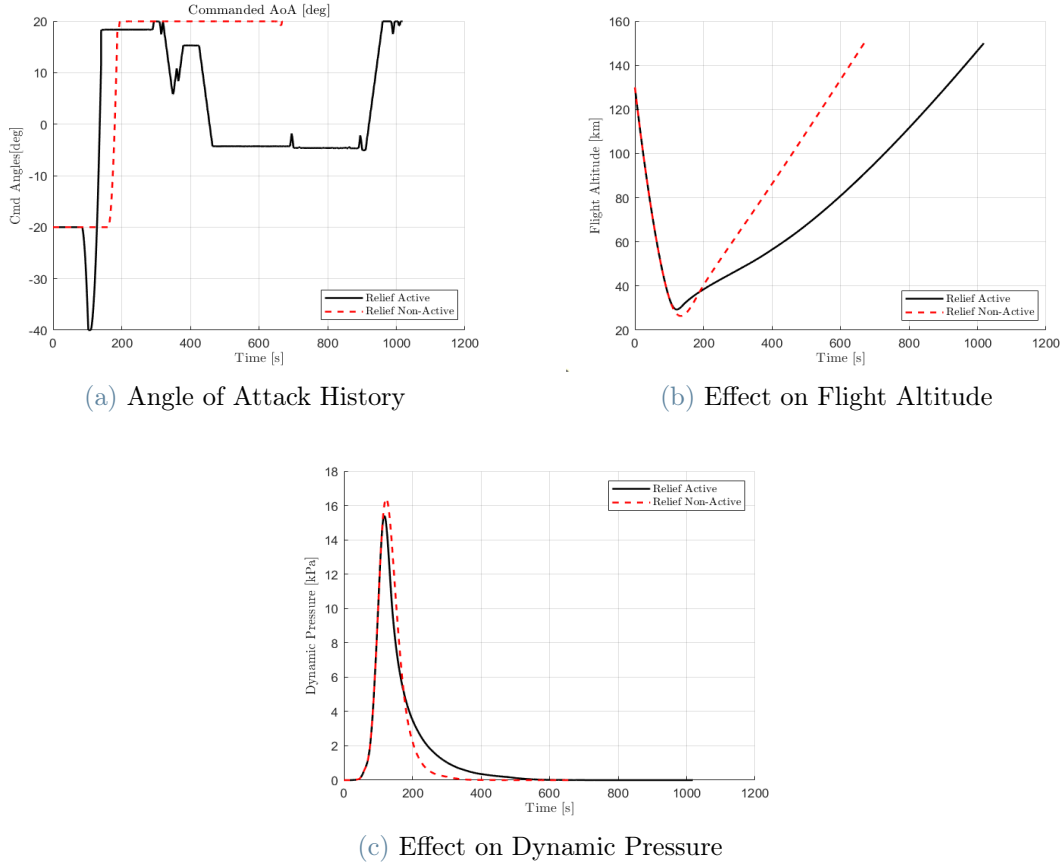 Commanded AoA [deg]
20
10
0
-10
-20
-30
-40
Cmd Angles[deg]
Relief Active
Relief Non-Active
0 200 400 600 800 1000 1200
Time [s]
(a) Angle of Attack History
160
140
120
100
80
60
40
20
Flight Altitude [km]
Relief Active
Relief Non-Active
0 200 400 600 800 1000 1200
Time [s]
(b) Effect on Flight Altitude
18
16
14
12
10
8
6
4
2
0
Dynamic Pressure [kPa]
Relief Active
Relief Non-Active
0 200 400 600 800 1000 1200
Time [s]
(c) Effect on Dynamic Pressure